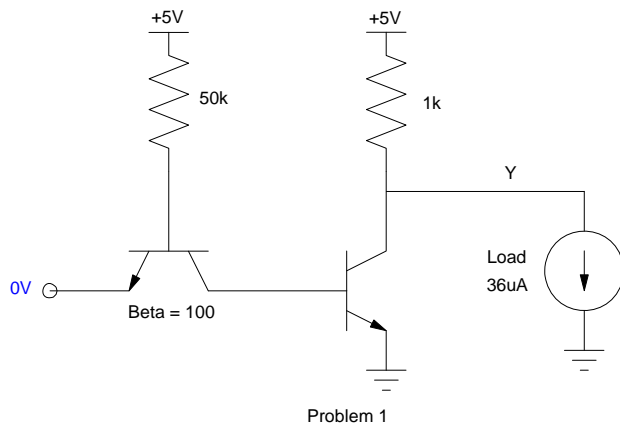 +5V
+5V
50k
1k
Y
Load
36uA
0V
Beta = 100
Problem 1